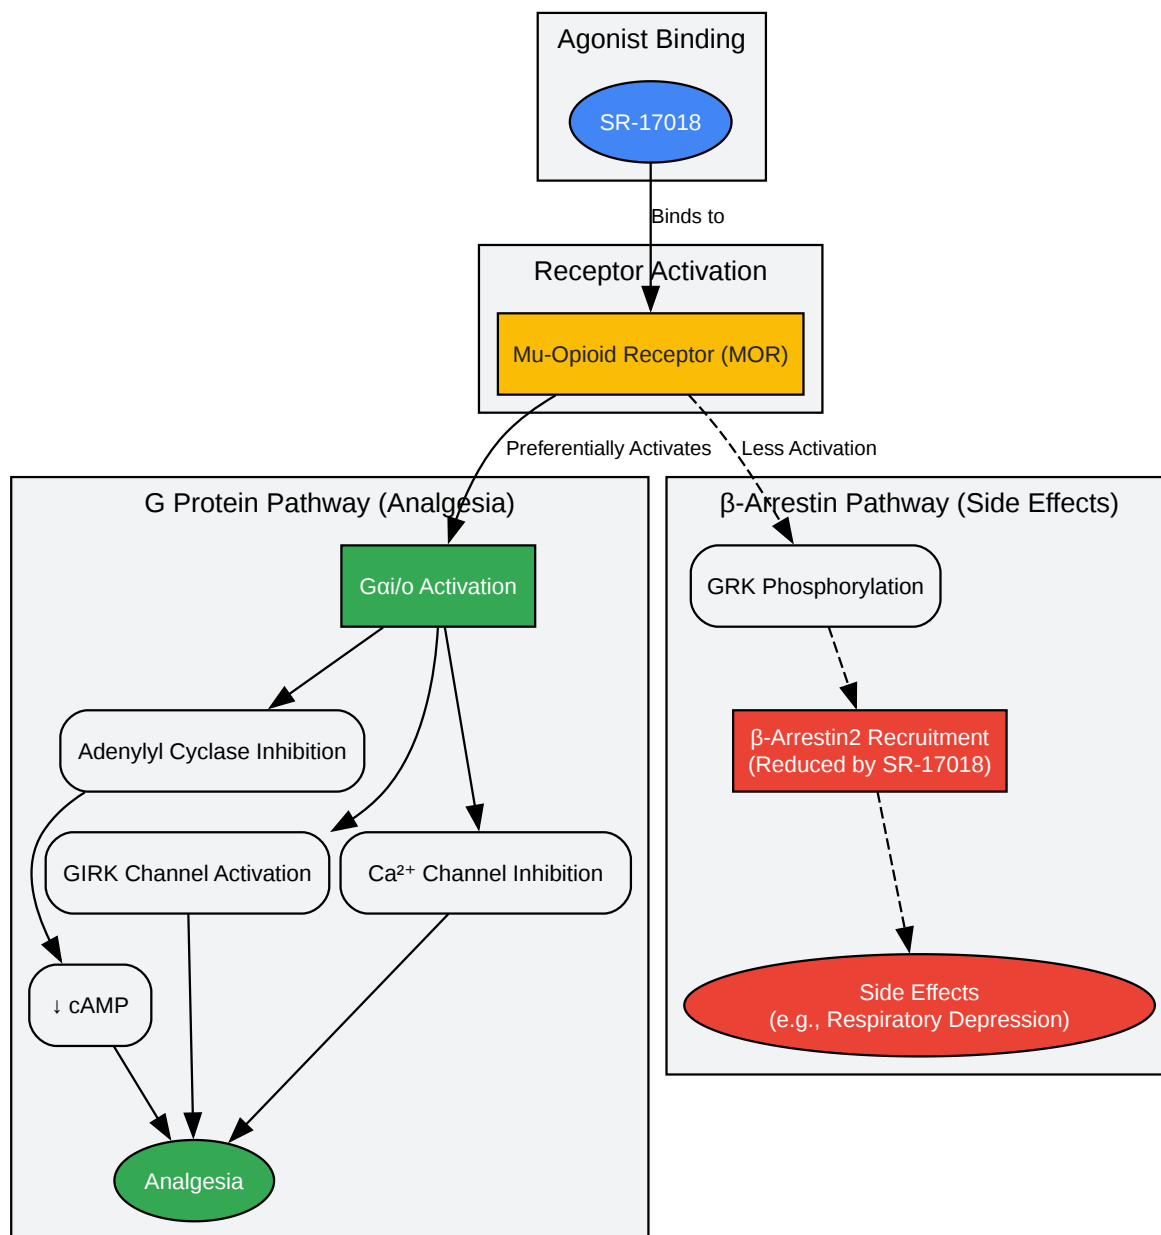 Agonist Binding
SR-17018
Binds to
Receptor Activation
Mu-Opioid Receptor (MOR)
Preferentially Activates
Less Activation
G Protein Pathway (Analgesia)
β-Arrestin Pathway (Side Effects)
Gαi/o Activation
GRK Phosphorylation
Adenylyl Cyclase Inhibition
β-Arrestin2 Recruitment
(Reduced by SR-17018)
GIRK Channel Activation
Ca²⁺ Channel Inhibition
↓ cAMP
Side Effects
(e.g., Respiratory Depression)
Analgesia